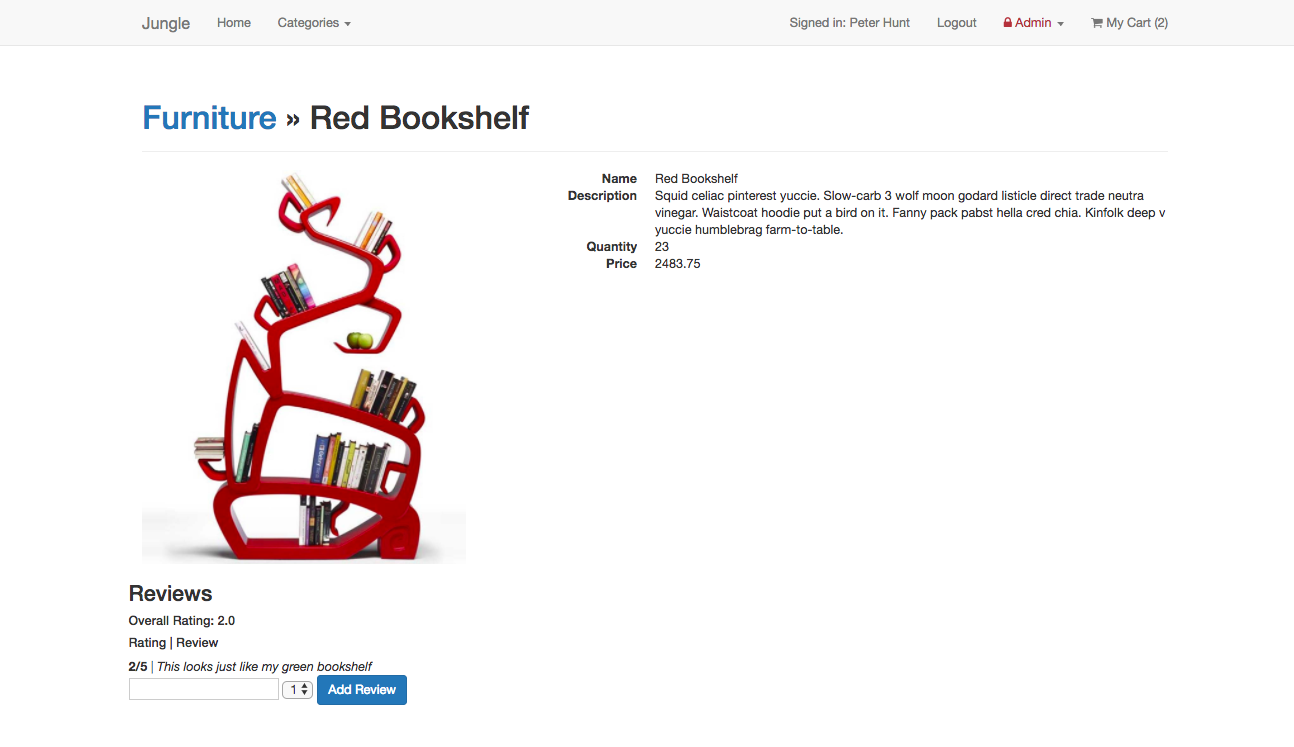 Jungle Home Categories Signed in: Peter Hunt Logout Admin My Cart (2)
Furniture » Red Bookshelf
Name Red Bookshelf
Description Squid celiac pinterest yuccie. Slow-carb 3 wolf moon godard listicle direct trade neutra
vinegar. Waistcoat hoodie put a bird on it. Fanny pack pabst hella cred chia. Kinfolk deep v
yuccie humblebrag farm-to-table.
Quantity 23
Price 2483.75
Reviews
Overall Rating: 2.0
Rating | Review
2/5 | This looks just like my green bookshelf
1 Add Review